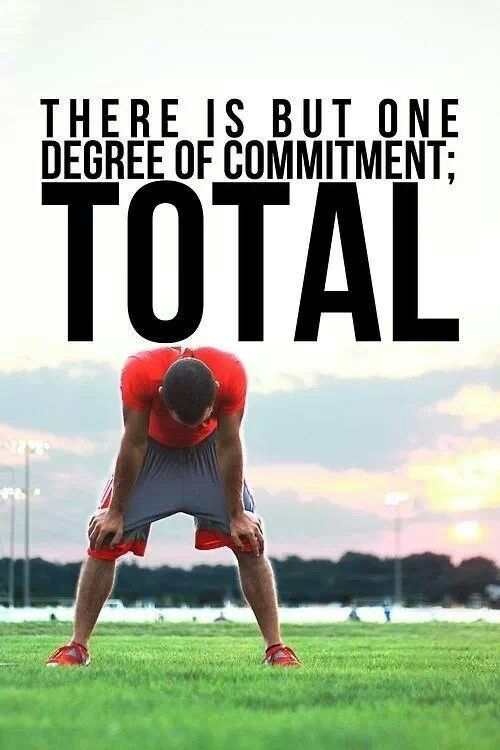 THERE IS BUT ONE
DEGREE OF COMMITMENT;
TOTAL